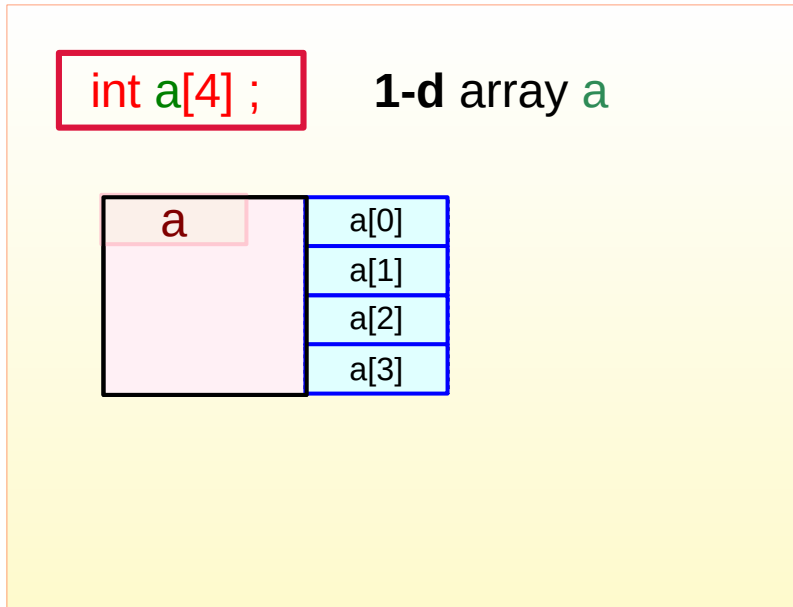 int a[4] ; 1-d array a
a
a[0]
a[1]
a[2]
a[3]